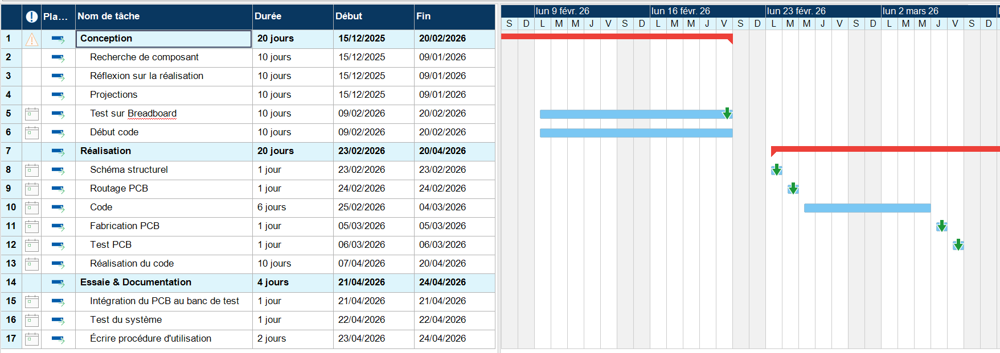 Pla... Nom de tâche Durée Début Fin
lun 9 févr. 26 lun 16 févr. 26 lun 23 févr. 26 lun 2 mars 26
S D L M M J V S D L M M J V S D L M M J V S D L M M J V S D
1 Conception 20 jours 15/12/2025 20/02/2026
2 Recherche de composant 10 jours 15/12/2025 09/01/2026
3 Réflexion sur la réalisation 10 jours 15/12/2025 09/01/2026
4 Projections 10 jours 15/12/2025 09/01/2026
5 Test sur Breadboard 10 jours 09/02/2026 20/02/2026
6 Début code 10 jours 09/02/2026 20/02/2026
7 Réalisation 20 jours 23/02/2026 20/04/2026
8 Schéma structurel 1 jour 23/02/2026 23/02/2026
9 Routage PCB 1 jour 24/02/2026 24/02/2026
10 Code 6 jours 25/02/2026 04/03/2026
11 Fabrication PCB 1 jour 05/03/2026 05/03/2026
12 Test PCB 1 jour 06/03/2026 06/03/2026
13 Réalisation du code 10 jours 07/04/2026 20/04/2026
14 Essaie & Documentation 4 jours 21/04/2026 24/04/2026
15 Intégration du PCB au banc de test 1 jour 21/04/2026 21/04/2026
16 Test du système 1 jour 22/04/2026 22/04/2026
17 Écrire procédure d'utilisation 2 jours 23/04/2026 24/04/2026